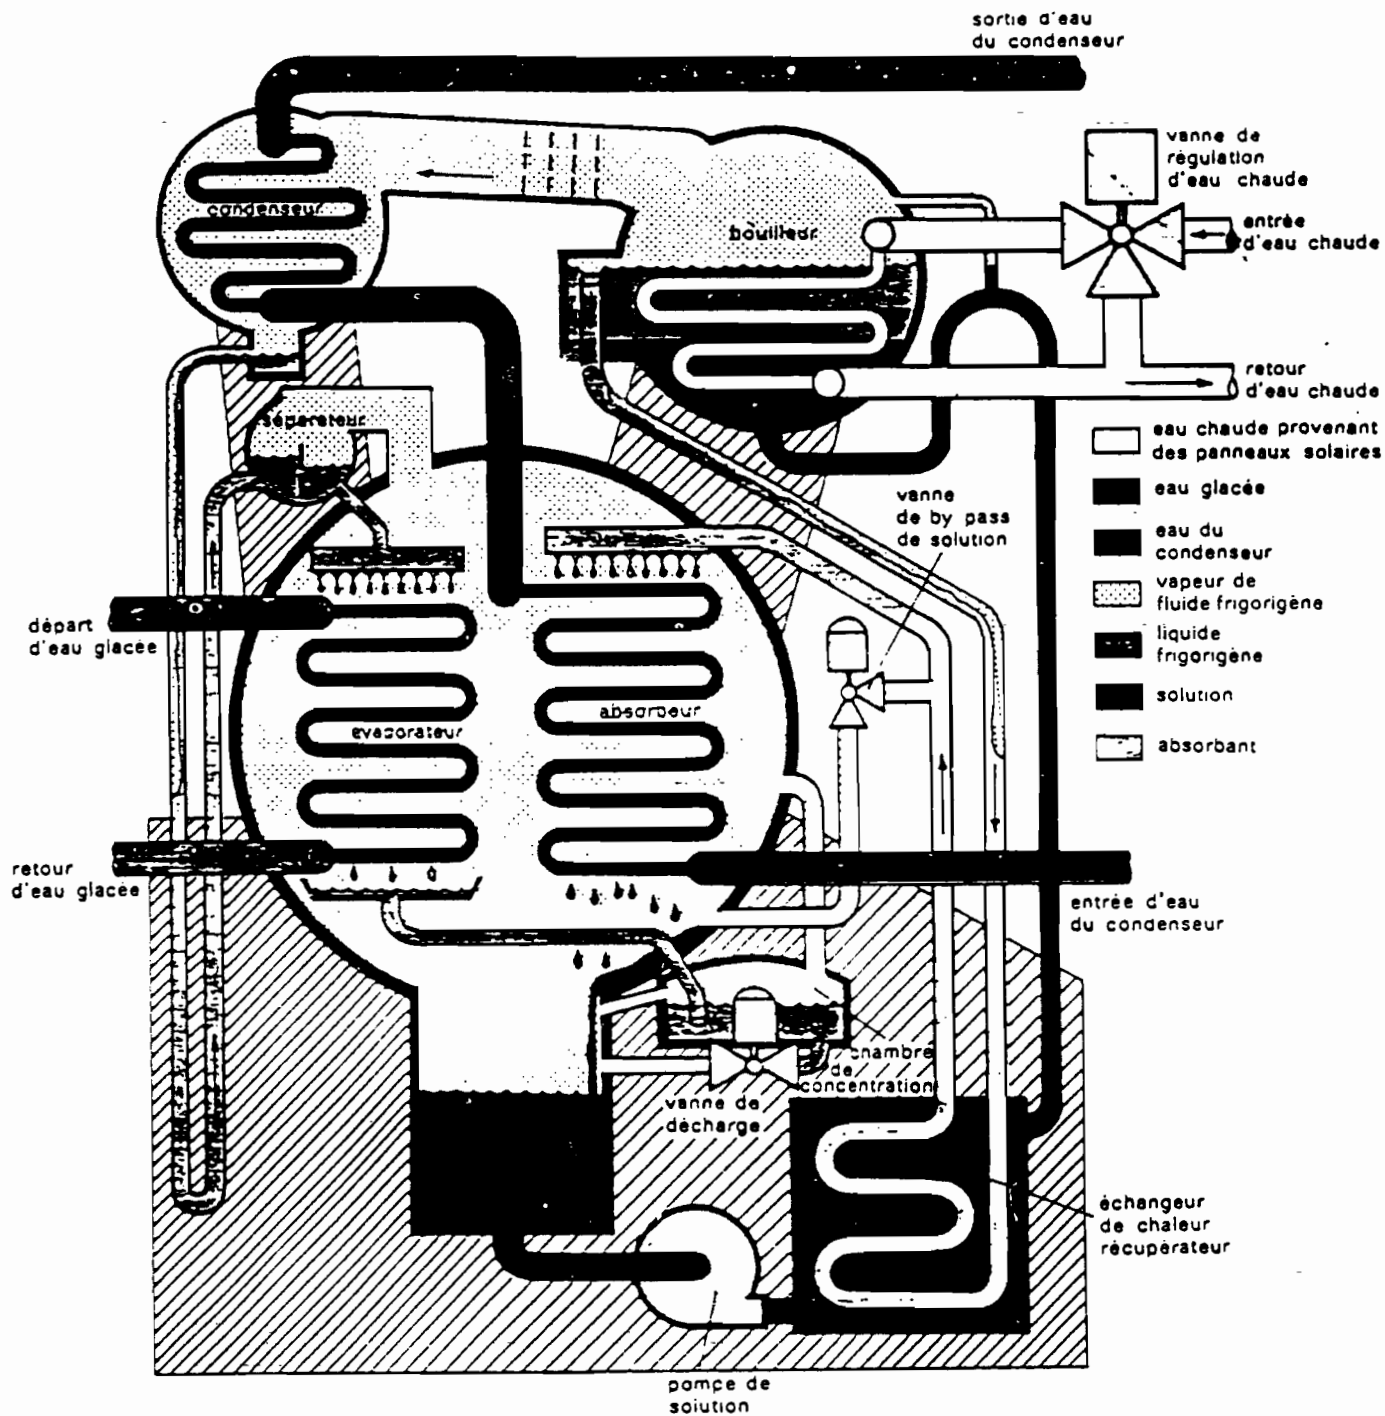 sortie d'eau
du condenseur
vanne de
régulation
d'eau chaude
condenseur
bouilleur
entrée
d'eau chaude
retour
d'eau chaude
séparateur
eau chaude provenant
des panneaux solaires
eau glacée
eau du
condenseur
vapeur de
fluide frigorigène
liquide
frigorigène
solution
absorbant
vanne
de by pass
de solution
départ
d'eau glacée
évaporateur
absorbeur
retour
d'eau glacée
entrée d'eau
du condenseur
chambre
de
concentration
vanne de
décharge
échangeur
de chaleur
récupérateur
pompe de
solution